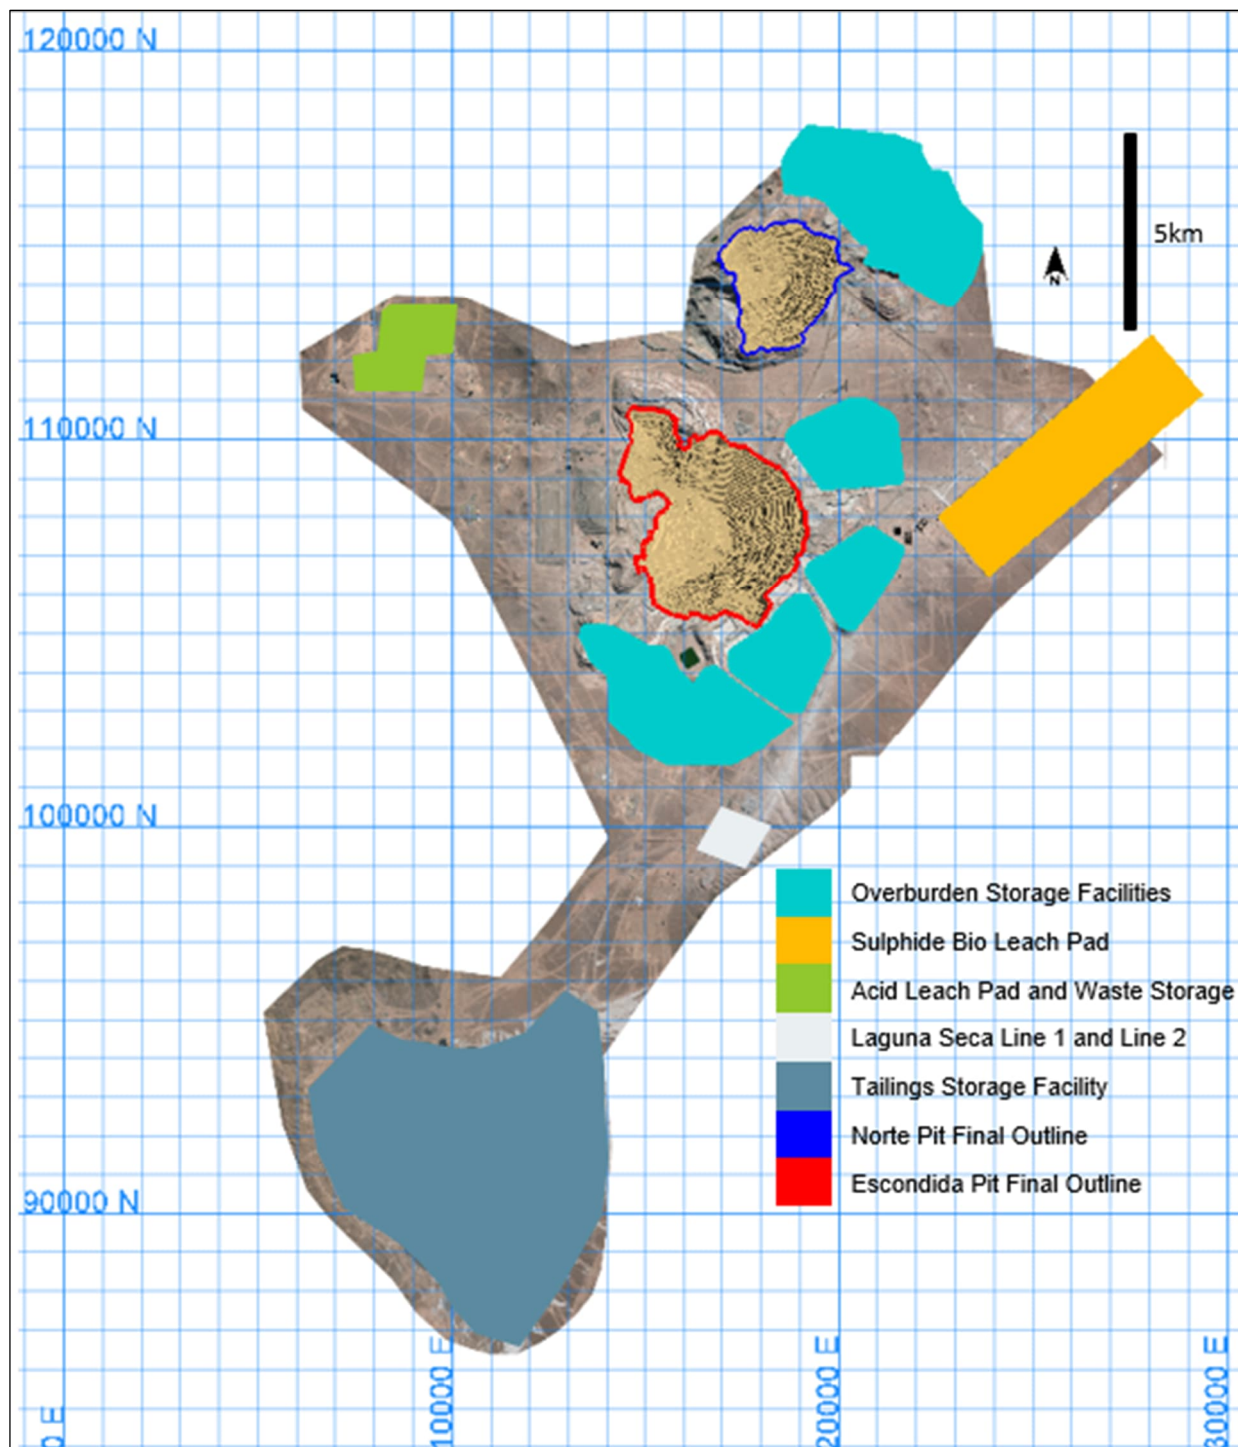 120000 N
5km
N
110000 N
100000 N
Overburden Storage Facilities
Sulphide Bio Leach Pad
Acid Leach Pad and Waste Storage
Laguna Seca Line 1 and Line 2
Tailings Storage Facility
Norte Pit Final Outline
Escondida Pit Final Outline
90000 N
0 E
10000 E
20000 E
30000 E